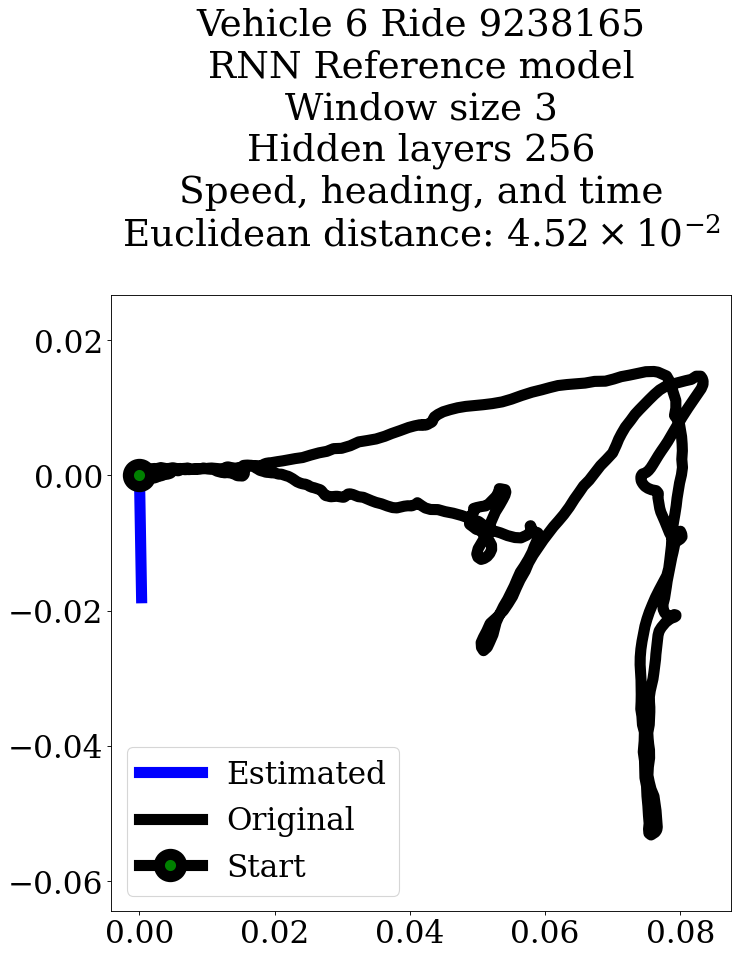 Vehicle 6 Ride 9238165
RNN Reference model
Window size 3
Hidden layers 256
Speed, heading, and time
Euclidean distance: 4.52 × 10⁻²
0.02
0.00
−0.02
−0.04
−0.06
Estimated
Original
Start
0.00 0.02 0.04 0.06 0.08